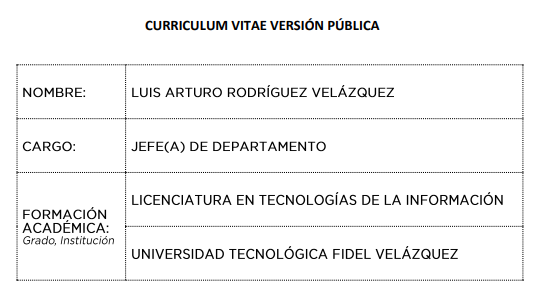 CURRICULUM VITAE VERSIÓN PÚBLICA
NOMBRE: LUIS ARTURO RODRÍGUEZ VELÁZQUEZ
CARGO: JEFE(A) DE DEPARTAMENTO
FORMACIÓN
ACADÉMICA:
Grado, Institución
LICENCIATURA EN TECNOLOGÍAS DE LA INFORMACIÓN
UNIVERSIDAD TECNOLÓGICA FIDEL VELÁZQUEZ